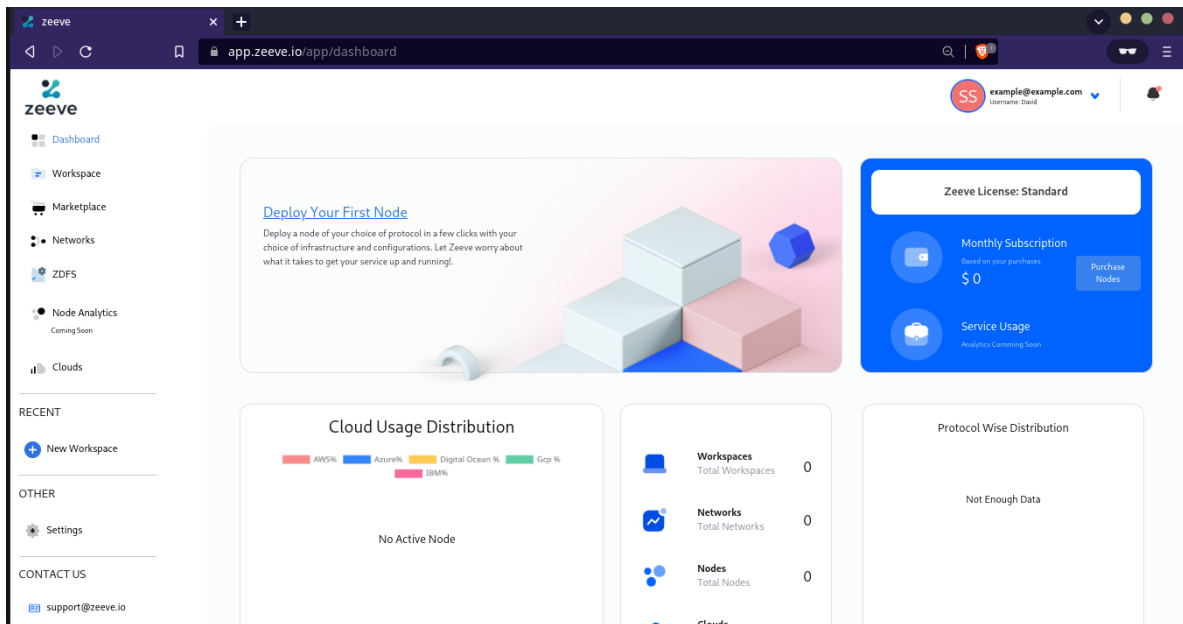 zeeve
app.zeeve.io/app/dashboard
zeeve
SS
example@example.com
Username: David
Dashboard
Workspace
Marketplace
Networks
ZDFS
Node Analytics
Coming Soon
Clouds
RECENT
New Workspace
OTHER
Settings
CONTACT US
support@zeeve.io
Deploy Your First Node
Deploy a node of your choice of protocol in a few clicks with your
choice of infrastructure and configurations. Let Zeeve worry about
what it takes to get your service up and running!.
Zeeve License: Standard
Monthly Subscription
Based on your purchases
$ 0
Purchase
Nodes
Service Usage
Analytics Comming Soon
Cloud Usage Distribution
AWS% Azure% Digital Ocean % Gcp %
IBM%
No Active Node
Workspaces
Total Workspaces 0
Networks
Total Networks 0
Nodes
Total Nodes 0
Clouds
Protocol Wise Distribution
Not Enough Data